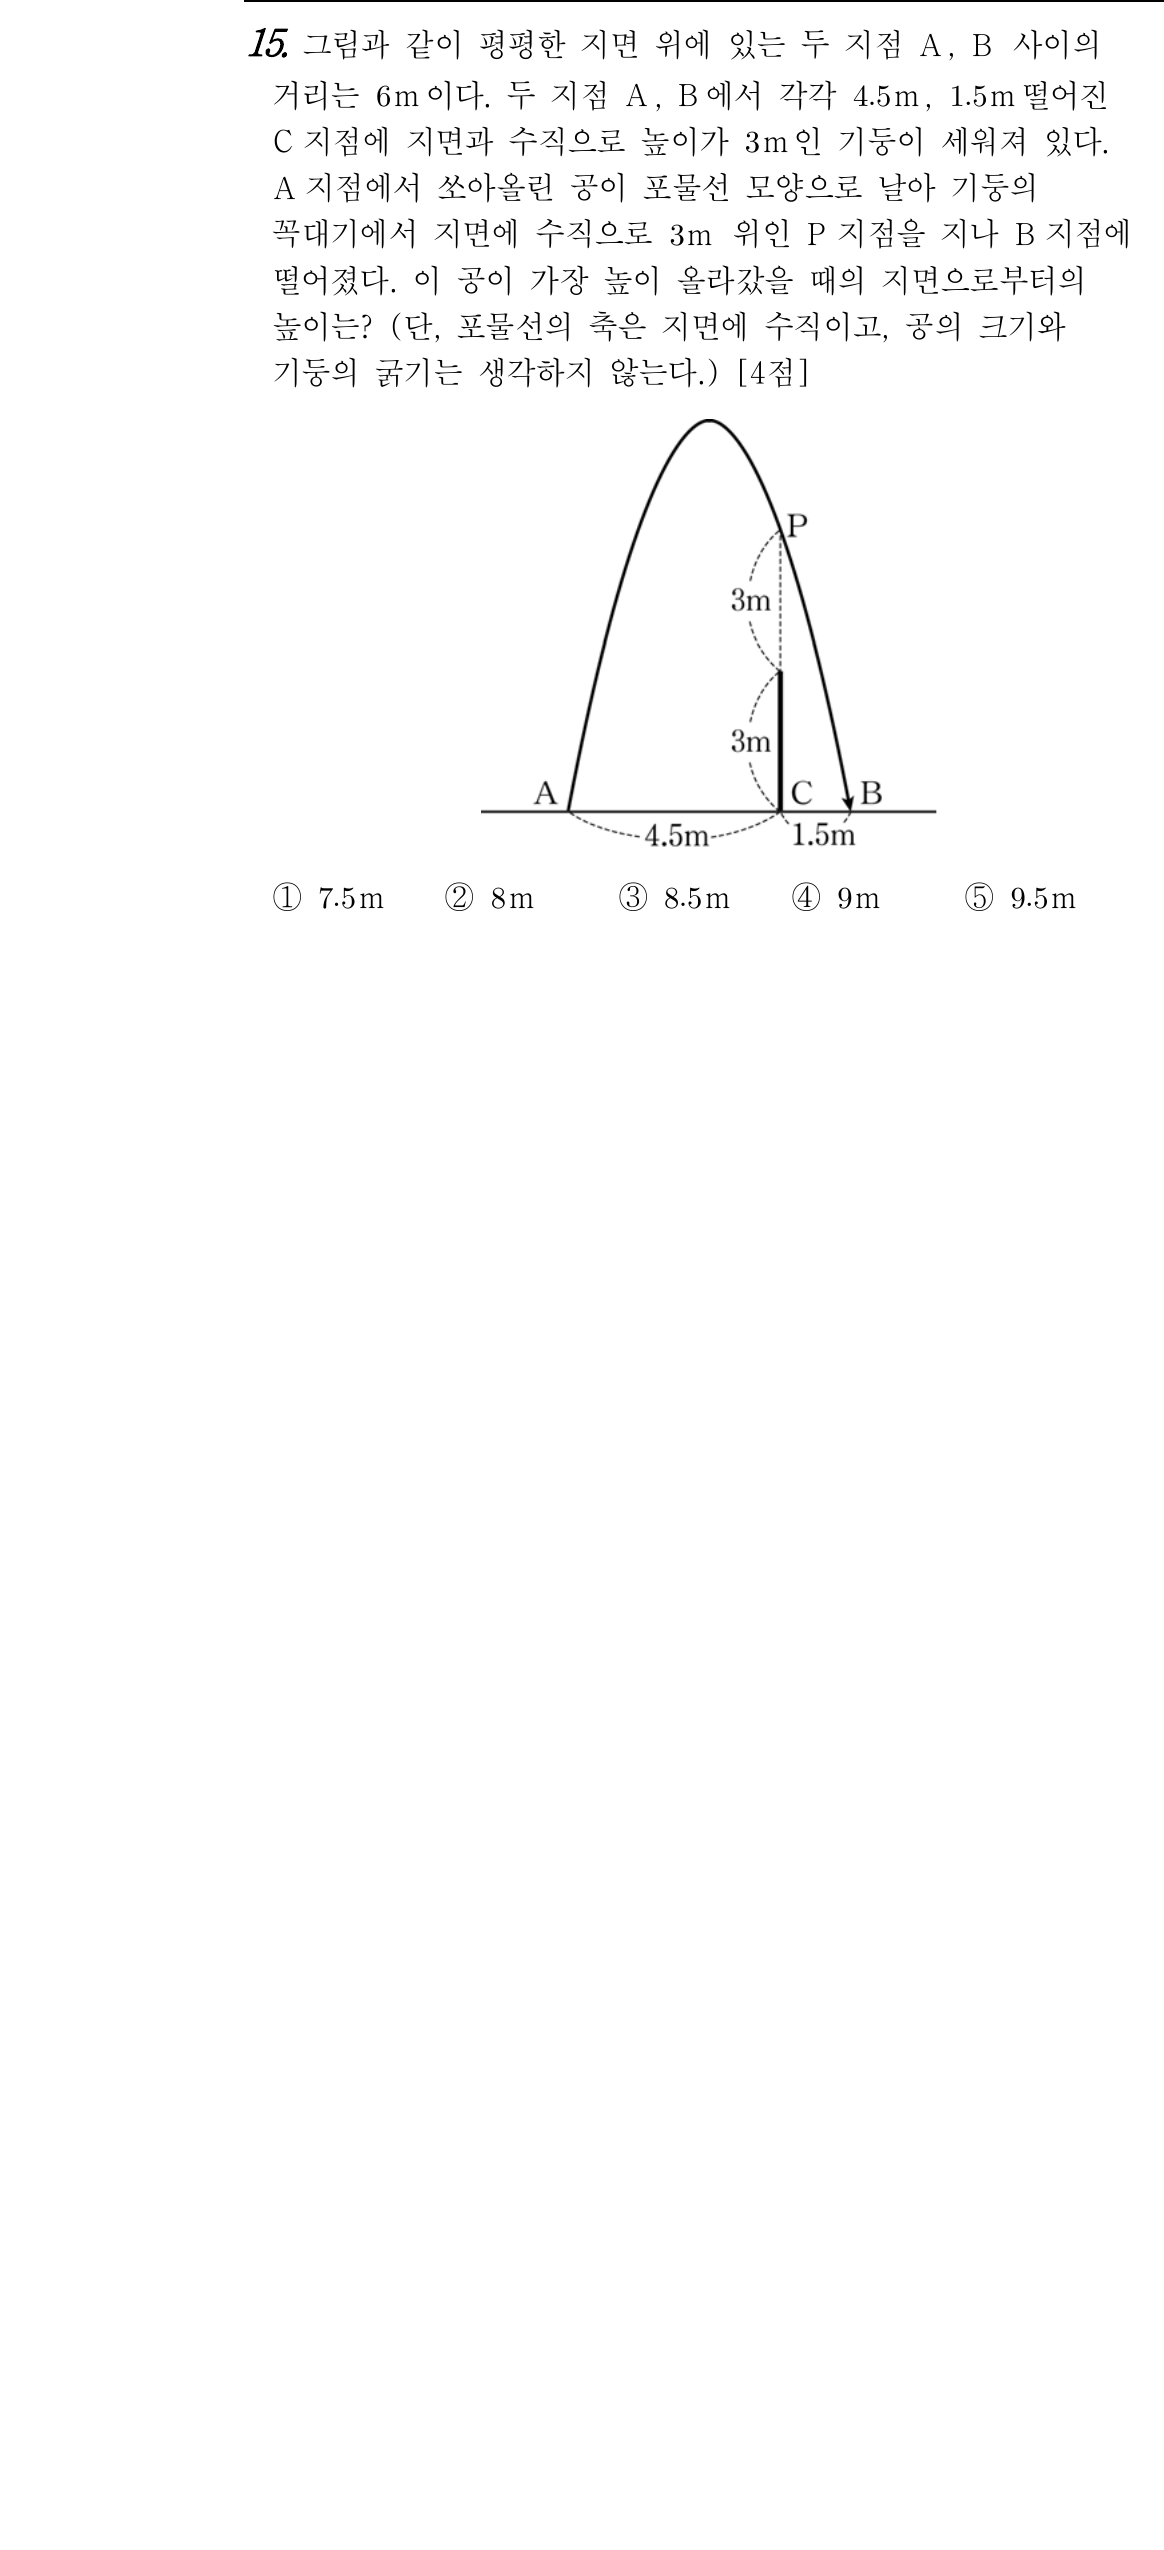 15. 그림과 같이 평평한 지면 위에 있는 두 지점 A, B 사이의
거리는 6m이다. 두 지점 A, B에서 각각 4.5m, 1.5m 떨어진
C 지점에 지면과 수직으로 높이가 3m인 기둥이 세워져 있다.
A 지점에서 쏘아올린 공이 포물선 모양으로 날아 기둥의
꼭대기에서 지면에 수직으로 3m 위인 P 지점을 지나 B 지점에
떨어졌다. 이 공이 가장 높이 올라갔을 때의 지면으로부터의
높이는? (단, 포물선의 축은 지면에 수직이고, 공의 크기와
기둥의 굵기는 생각하지 않는다.) [4점]
P
3m
3m
A C B
4.5m 1.5m
① 7.5m ② 8m ③ 8.5m ④ 9m ⑤ 9.5m